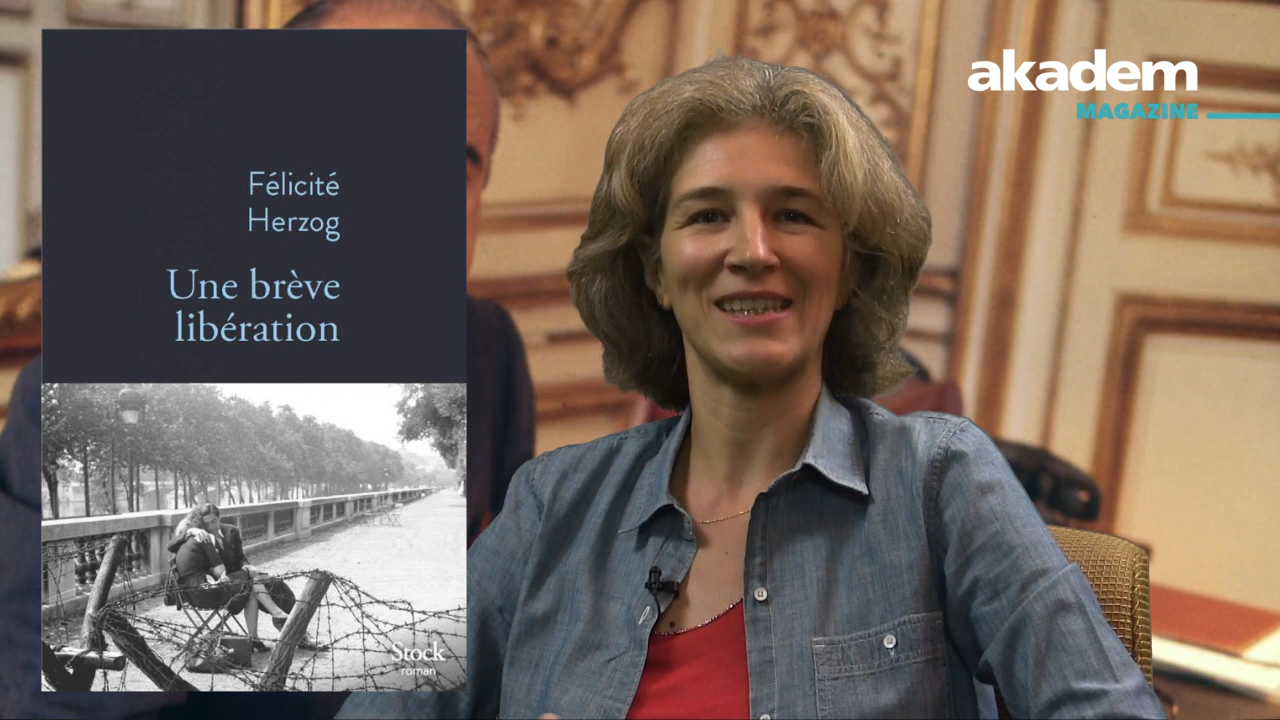 Félicité
Herzog
Une brève
libération
Stock
roman
akadem
MAGAZINE